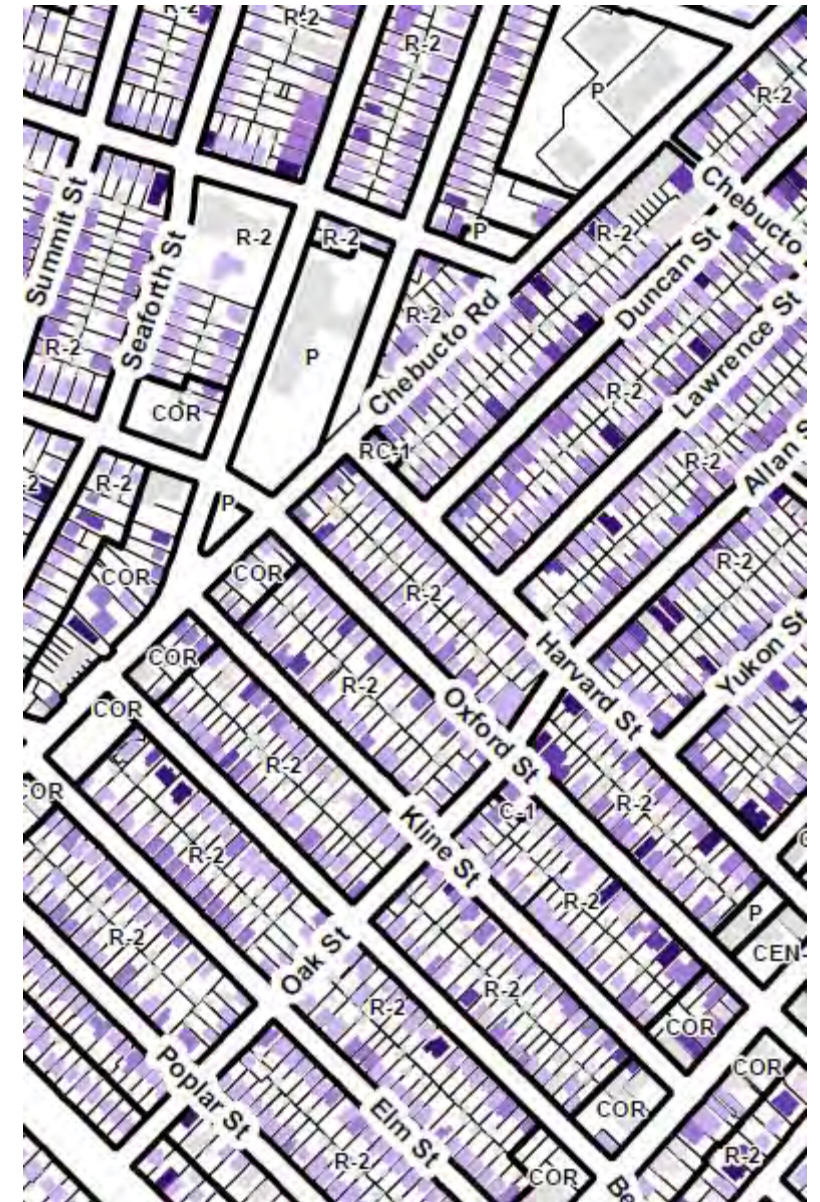 R-2
R-2
R-2
P
R-2
Summit St
Seaforth St
R-2
R-2
P
R-2
Chebucto
Duncan St
R-2
Chebucto Rd
R-2
P
Lawrence St
R-2
COR
R-2
RC-1
R-2
Allan S
R-2
P
COR
COR
R-2
R-2
Yukon St
Harvard St
COR
R-2
Oxford St
COR
R-2
OR
R-2
C-1
Kline St
R-2
R-2
P
R-2
Oak St
CEN-
R-2
R-2
COR
Poplar St
Elm St
COR
COR
R-2
R-2
COR